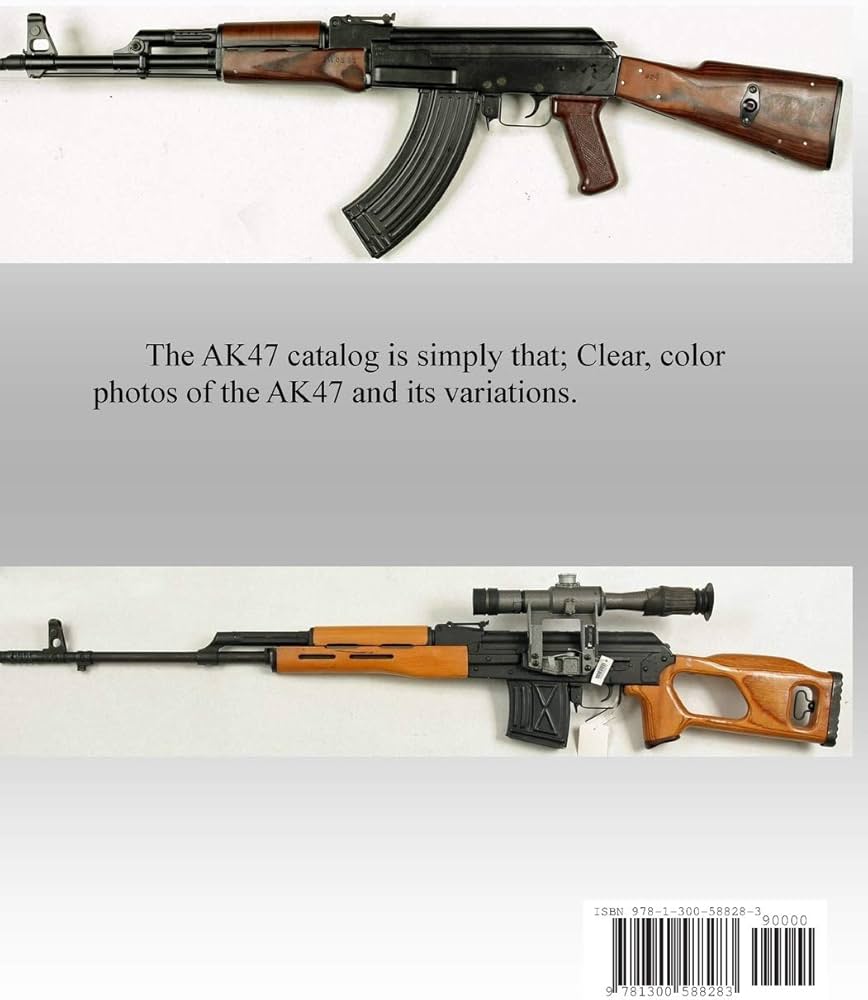 The AK47 catalog is simply that; Clear, color
photos of the AK47 and its variations.
ISBN 978-1-300-58828-3
90000
9 781300 588283